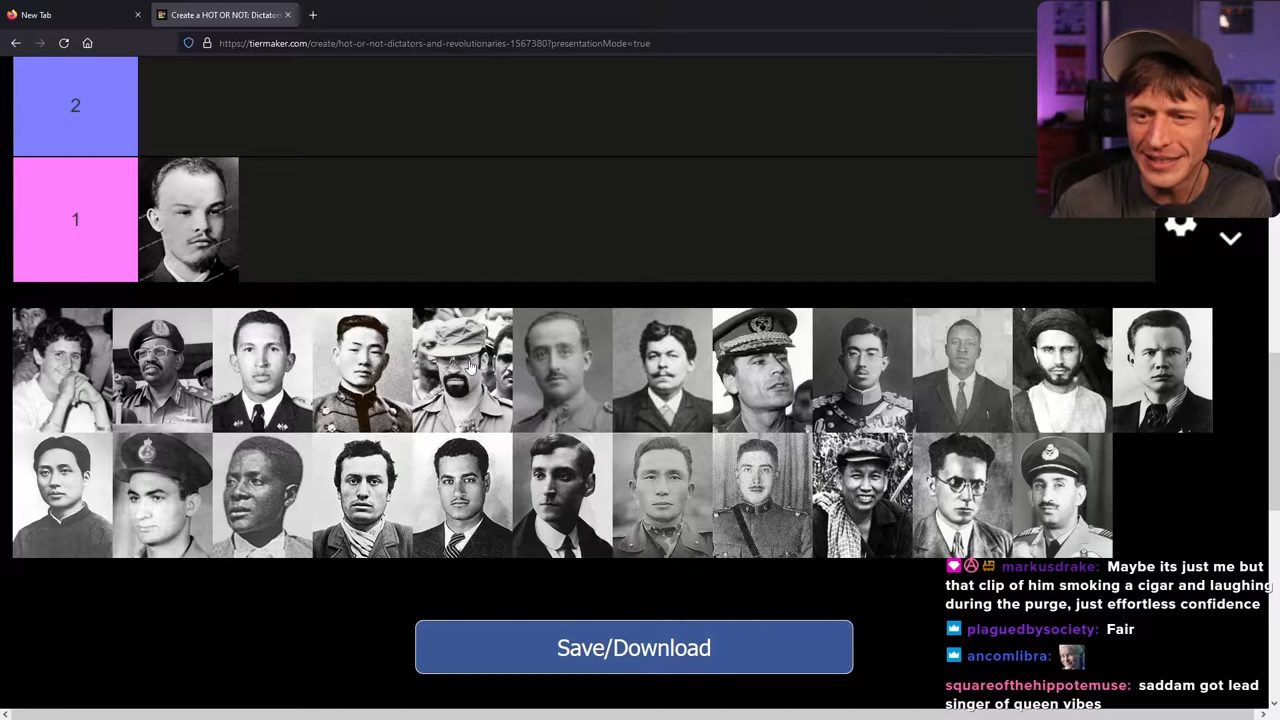 New Tab
Create a HOT OR NOT: Dictator
https://tiermaker.com/create/hot-or-not-dictators-and-revolutionaries-1567380?presentationMode=true
2
1
markusdrake: Maybe its just me but
that clip of him smoking a cigar and laughing
during the purge, just effortless confidence
plaguedbysociety: Fair
ancomlibra:
squareofthehippotemuse: saddam got lead
singer of queen vibes
Save/Download